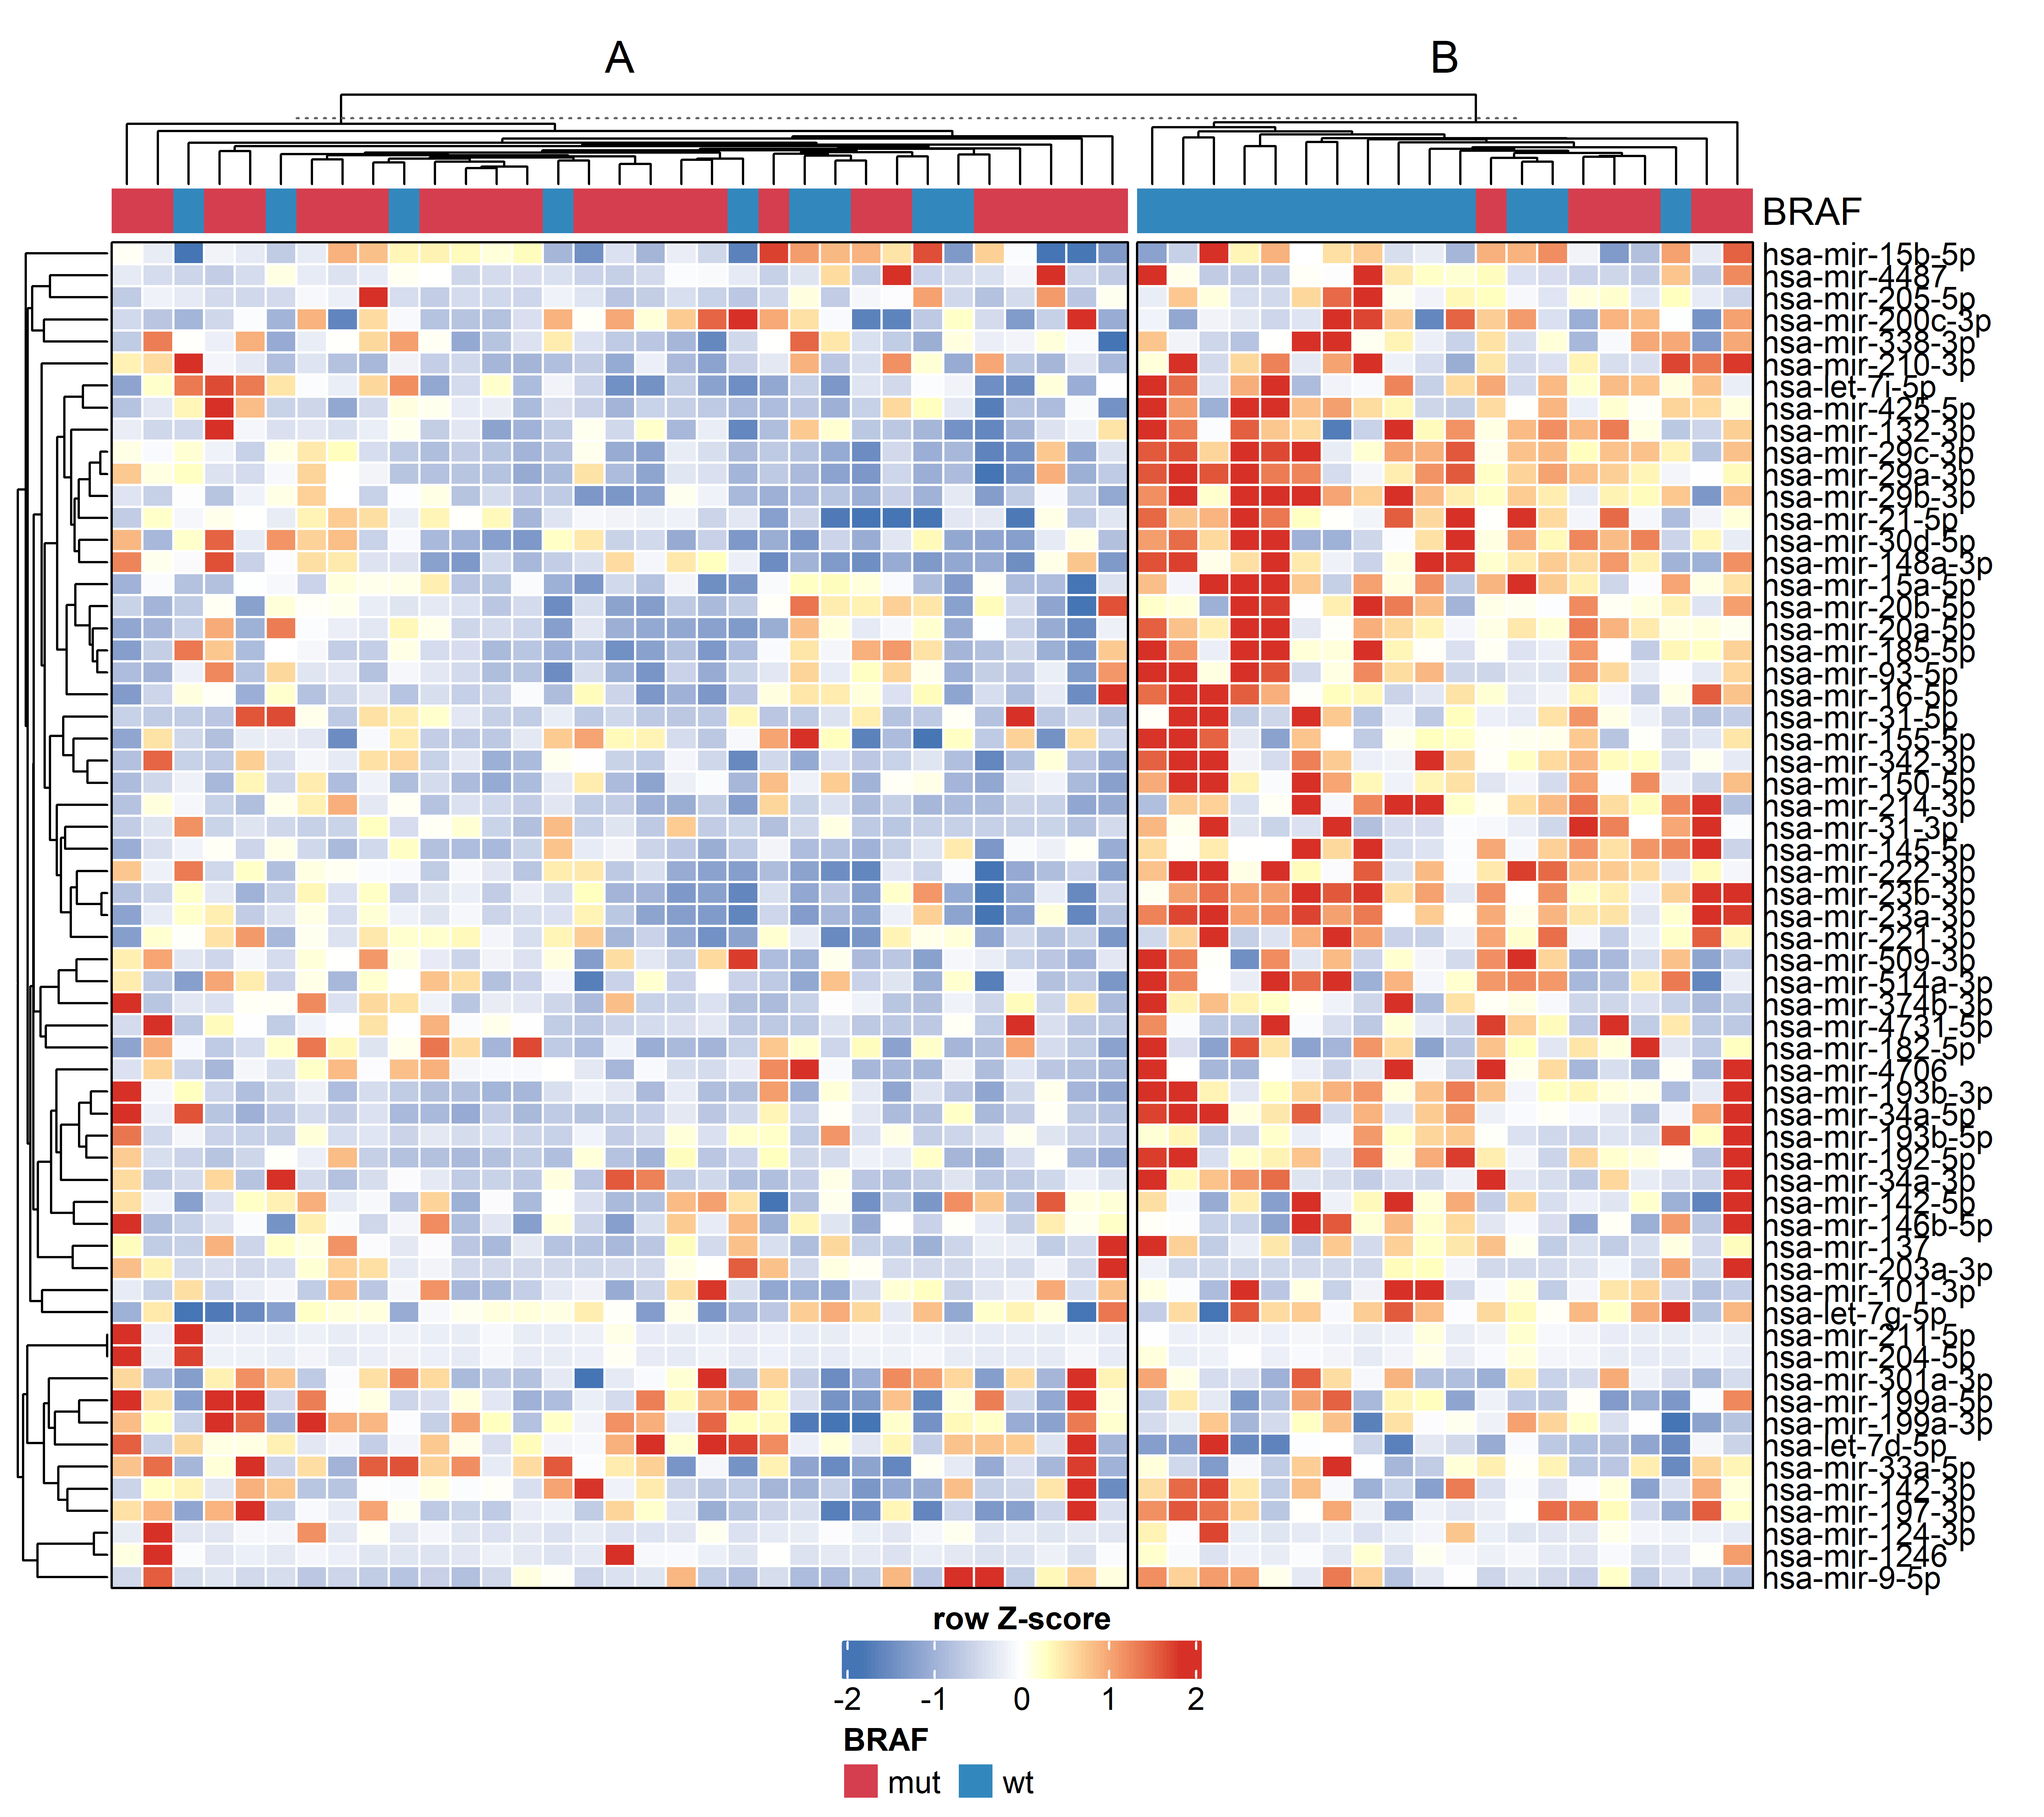 A B
BRAF
hsa-mir-15b-5p
hsa-mir-4487
hsa-mir-205-5p
hsa-mir-200c-3p
hsa-mir-338-3p
hsa-mir-210-3p
hsa-let-7i-5p
hsa-mir-425-5p
hsa-mir-132-3p
hsa-mir-29c-3p
hsa-mir-29a-3p
hsa-mir-29b-3p
hsa-mir-21-5p
hsa-mir-30d-5p
hsa-mir-148a-3p
hsa-mir-15a-5p
hsa-mir-20b-5p
hsa-mir-20a-5p
hsa-mir-185-5p
hsa-mir-93-5p
hsa-mir-16-5p
hsa-mir-31-5p
hsa-mir-155-5p
hsa-mir-342-3p
hsa-mir-150-5p
hsa-mir-214-3p
hsa-mir-31-3p
hsa-mir-145-5p
hsa-mir-222-3p
hsa-mir-23b-3p
hsa-mir-23a-3p
hsa-mir-221-3p
hsa-mir-509-3p
hsa-mir-514a-3p
hsa-mir-374b-3p
hsa-mir-4731-5p
hsa-mir-182-5p
hsa-mir-4706
hsa-mir-193b-3p
hsa-mir-34a-5p
hsa-mir-193b-5p
hsa-mir-192-5p
hsa-mir-34a-3p
hsa-mir-142-5p
hsa-mir-146b-5p
hsa-mir-137
hsa-mir-203a-3p
hsa-mir-101-3p
hsa-let-7g-5p
hsa-mir-211-5p
hsa-mir-204-5p
hsa-mir-301a-3p
hsa-mir-199a-5p
hsa-mir-199a-3p
hsa-let-7d-5p
hsa-mir-33a-5p
hsa-mir-142-3p
hsa-mir-197-3p
hsa-mir-124-3p
hsa-mir-1246
hsa-mir-9-5p
row Z-score
-2 -1 0 1 2
BRAF
mut wt